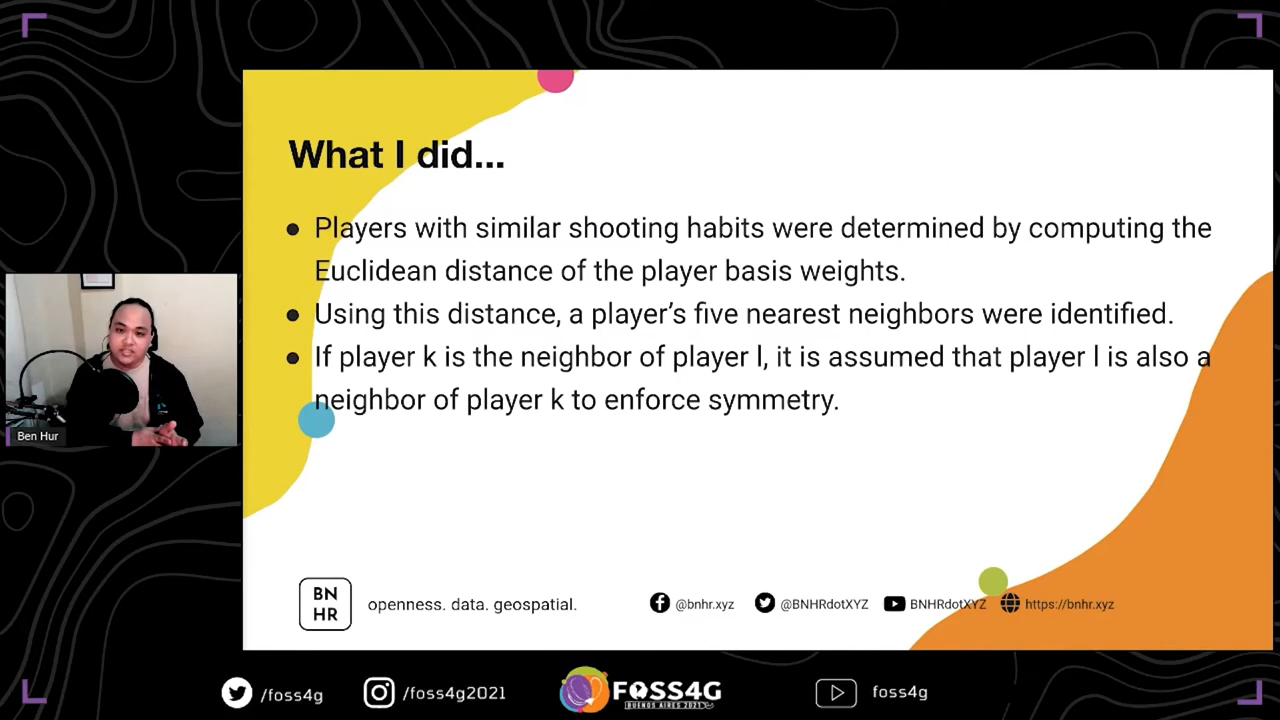 What I did...
● Players with similar shooting habits were determined by computing the
Euclidean distance of the player basis weights.
● Using this distance, a player’s five nearest neighbors were identified.
● If player k is the neighbor of player l, it is assumed that player l is also a
neighbor of player k to enforce symmetry.
Ben Hur
BN
HR
openness. data. geospatial.
@bnhr.xyz
@BNHRdotXYZ
BNHRdotXYZ
https://bnhr.xyz
/foss4g
/foss4g2021
FOSS4G
BUENOS AIRES 2021
foss4g